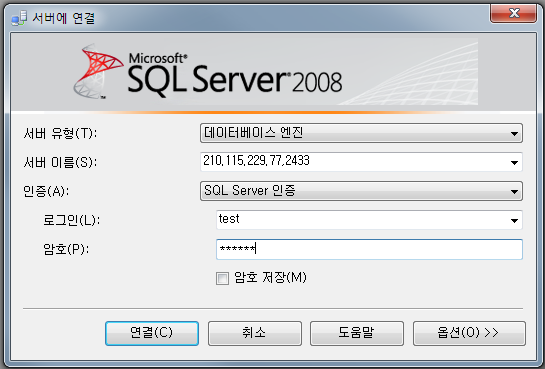 서버에 연결
Microsoft®
SQL Server® 2008
서버 유형(T): 데이터베이스 엔진
서버 이름(S): 210,115,229,77,2433
인증(A): SQL Server 인증
로그인(L): test
암호(P): ******
암호 저장(M)
연결(C) 취소 도움말 옵션(O) >>